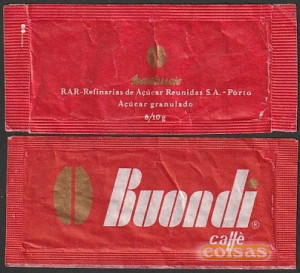 RAR-Refinarias de Açúcar Reunidas S.A. - Porto
Açúcar granulado
8/10 g
Buondi
®
caffè
coisas